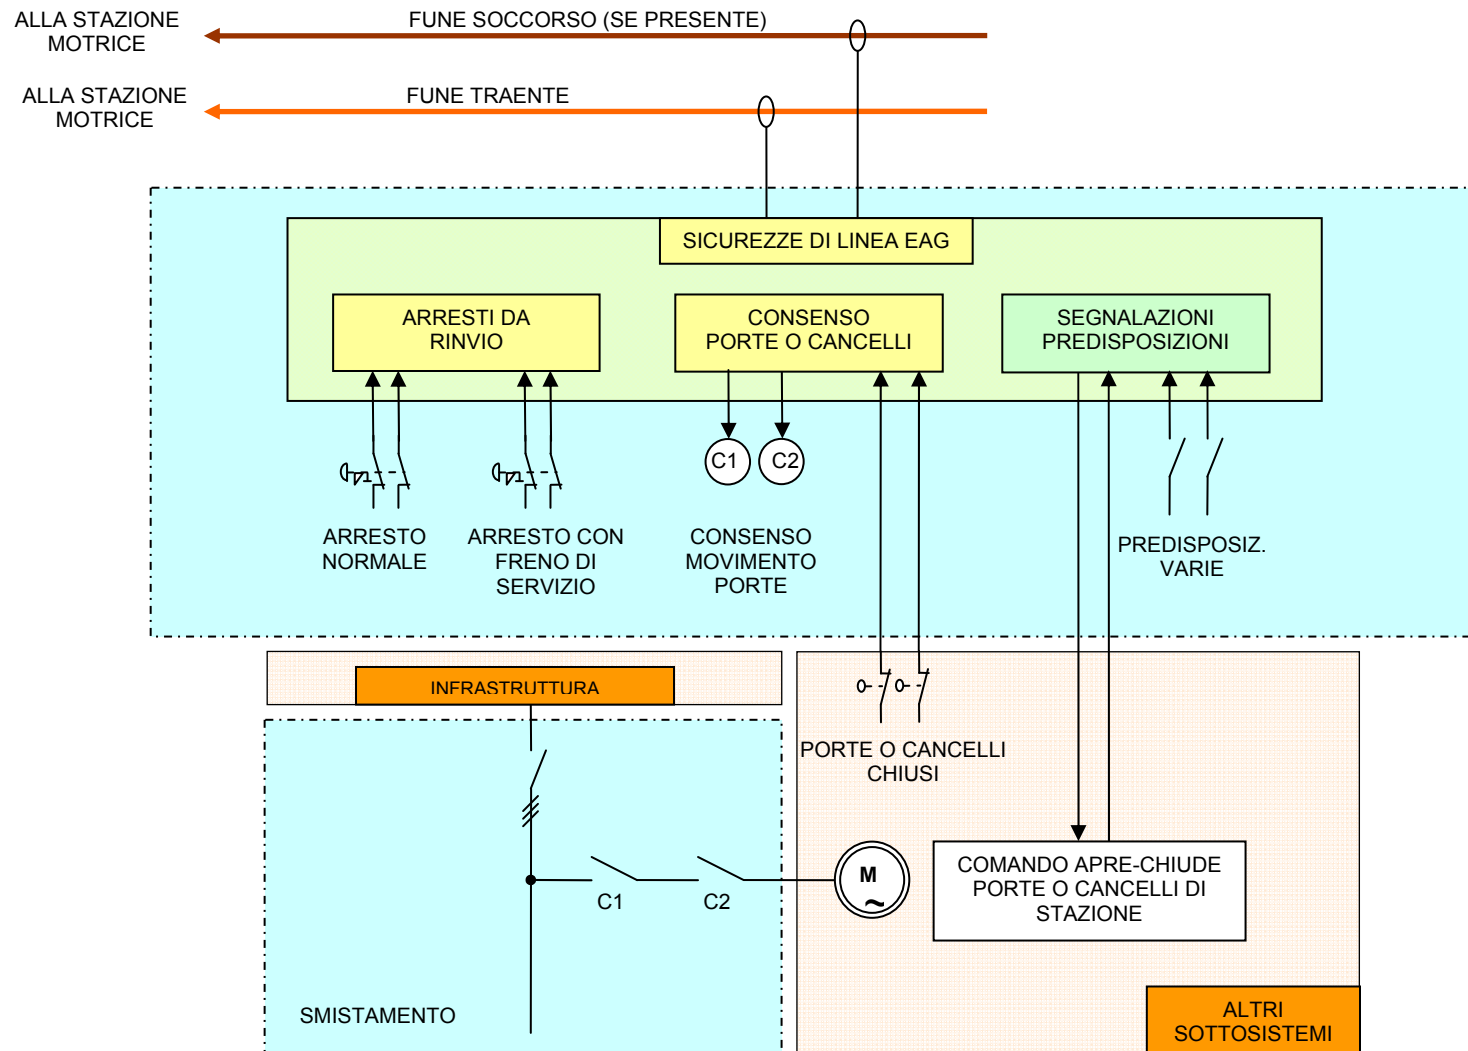 ALLA STAZIONE
MOTRICE
FUNE SOCCORSO (SE PRESENTE)
ALLA STAZIONE
MOTRICE
FUNE TRAENTE
SICUREZZE DI LINEA EAG
ARRESTI DA
RINVIO
CONSENSO
PORTE O CANCELLI
SEGNALAZIONI
PREDISPOSIZIONI
C1
C2
ARRESTO
NORMALE
ARRESTO CON
FRENO DI
SERVIZIO
CONSENSO
MOVIMENTO
PORTE
PREDISPOSIZ.
VARIE
INFRASTRUTTURA
PORTE O CANCELLI
CHIUSI
C1
C2
M
~
COMANDO APRE-CHIUDE
PORTE O CANCELLI DI
STAZIONE
SMISTAMENTO
ALTRI
SOTTOSISTEMI